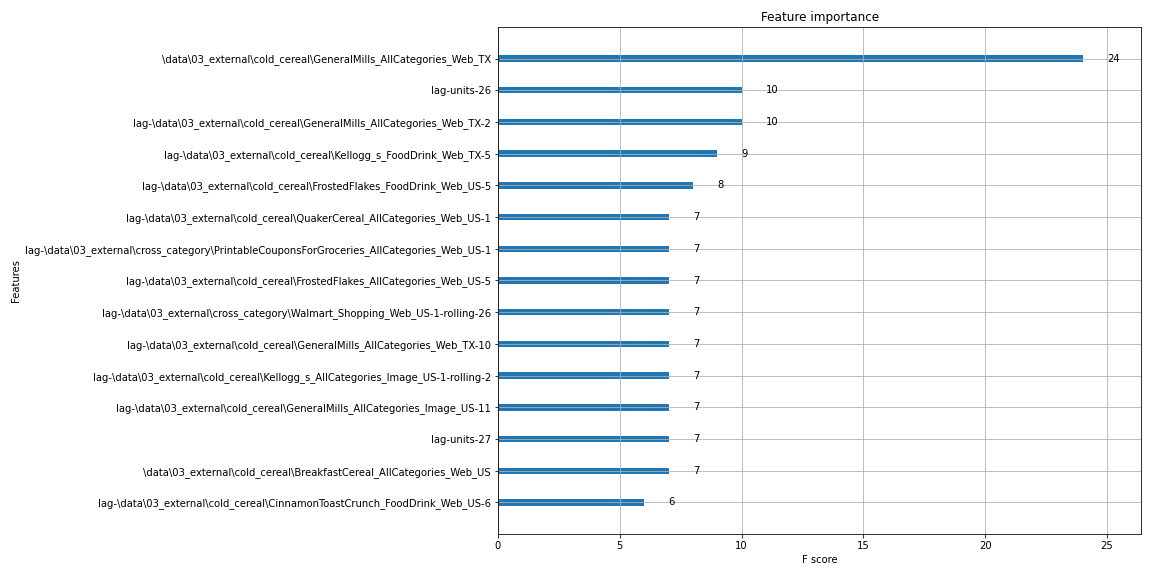 Feature importance
Features
\data\03_external\cold_cereal\GeneralMills_AllCategories_Web_TX 24
lag-units-26 10
lag-\data\03_external\cold_cereal\GeneralMills_AllCategories_Web_TX-2 10
lag-\data\03_external\cold_cereal\Kellogg_s_FoodDrink_Web_TX-5 9
lag-\data\03_external\cold_cereal\FrostedFlakes_FoodDrink_Web_US-5 8
lag-\data\03_external\cold_cereal\QuakerCereal_AllCategories_Web_US-1 7
lag-\data\03_external\cross_category\PrintableCouponsForGroceries_AllCategories_Web_US-1 7
lag-\data\03_external\cold_cereal\FrostedFlakes_AllCategories_Web_US-5 7
lag-\data\03_external\cross_category\Walmart_Shopping_Web_US-1-rolling-26 7
lag-\data\03_external\cold_cereal\GeneralMills_AllCategories_Web_TX-10 7
lag-\data\03_external\cold_cereal\Kellogg_s_AllCategories_Image_US-1-rolling-2 7
lag-\data\03_external\cold_cereal\GeneralMills_AllCategories_Image_US-11 7
lag-units-27 7
\data\03_external\cold_cereal\BreakfastCereal_AllCategories_Web_US 7
lag-\data\03_external\cold_cereal\CinnamonToastCrunch_FoodDrink_Web_US-6 6
0 5 10 15 20 25
F score